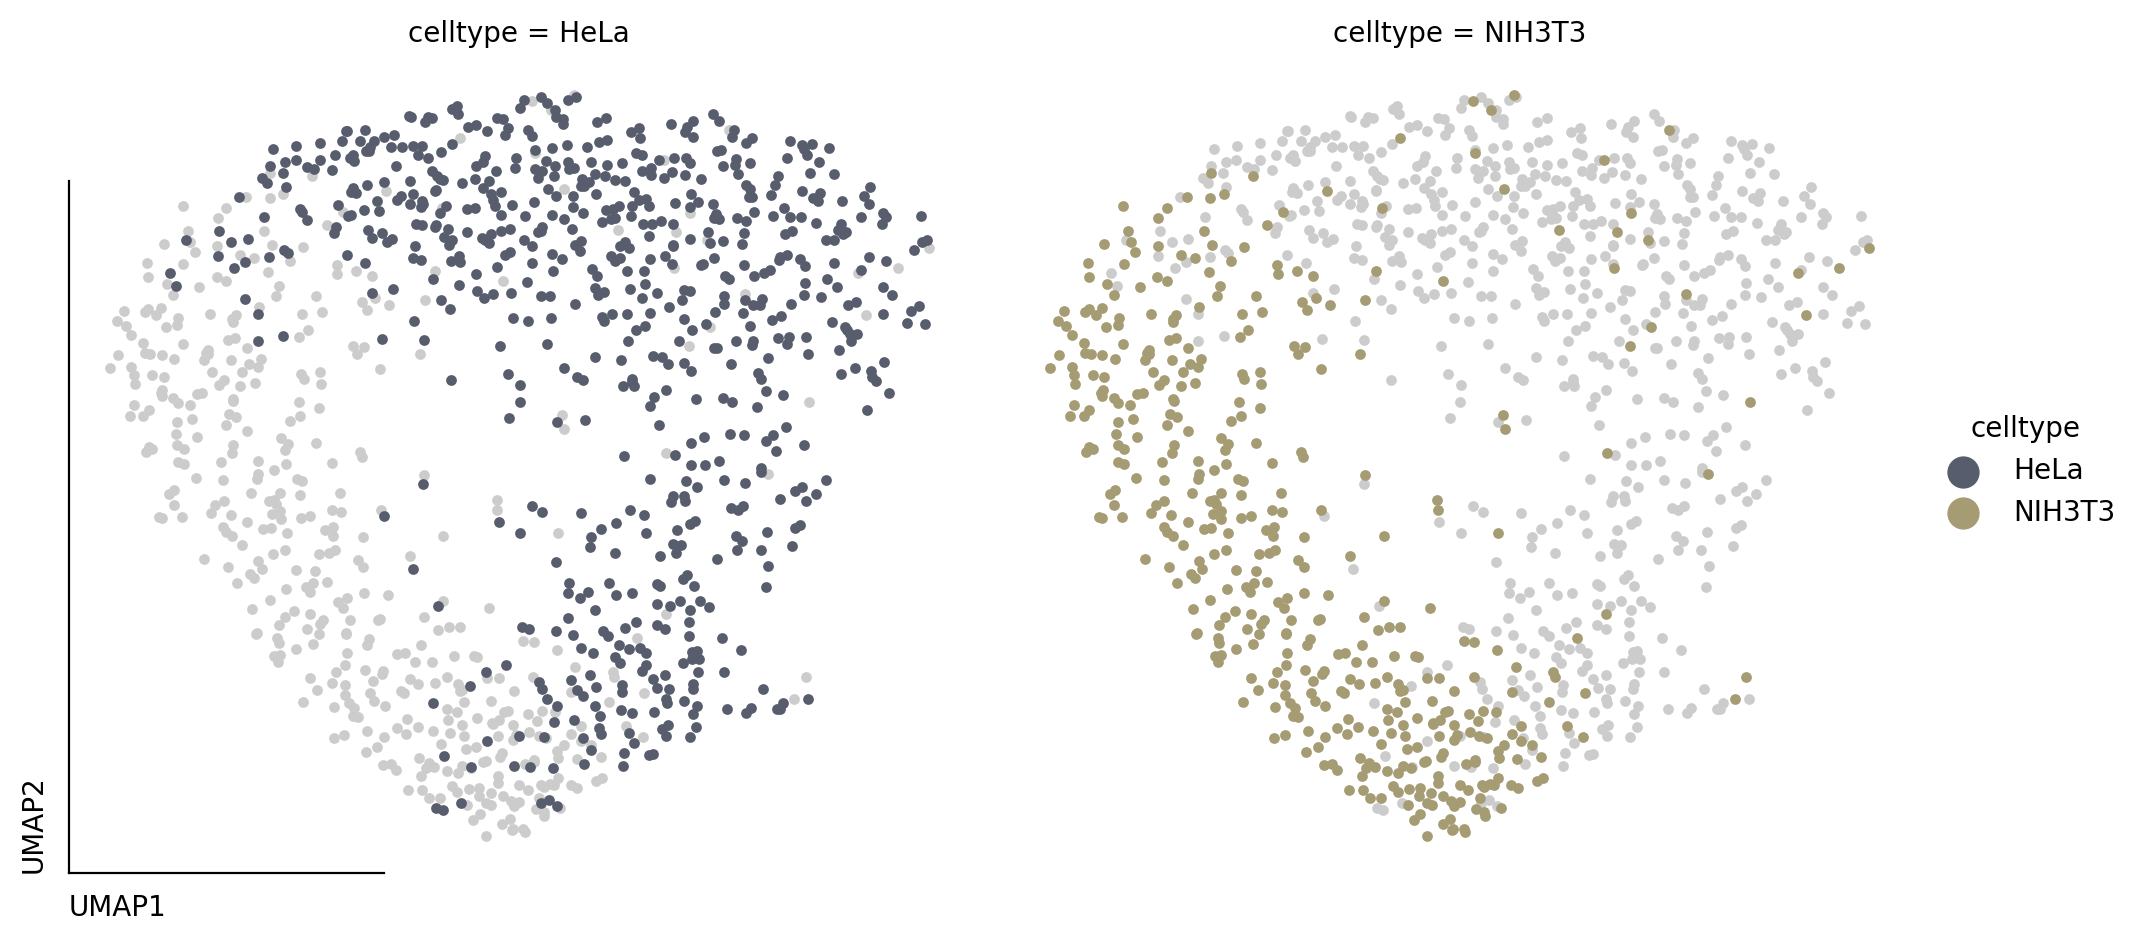 celltype = HeLa
celltype = NIH3T3
celltype
HeLa
NIH3T3
UMAP2
UMAP1